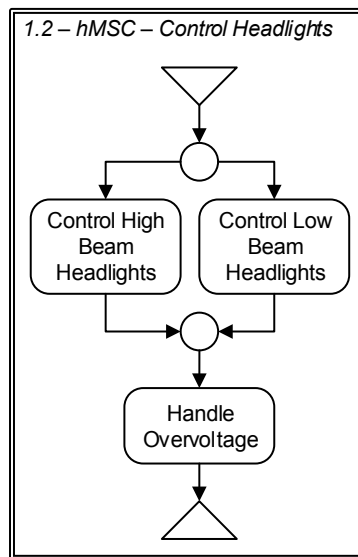 1.2 – hMSC – Control Headlights
Control High
Beam
Headlights
Control Low
Beam
Headlights
Handle
Overvoltage